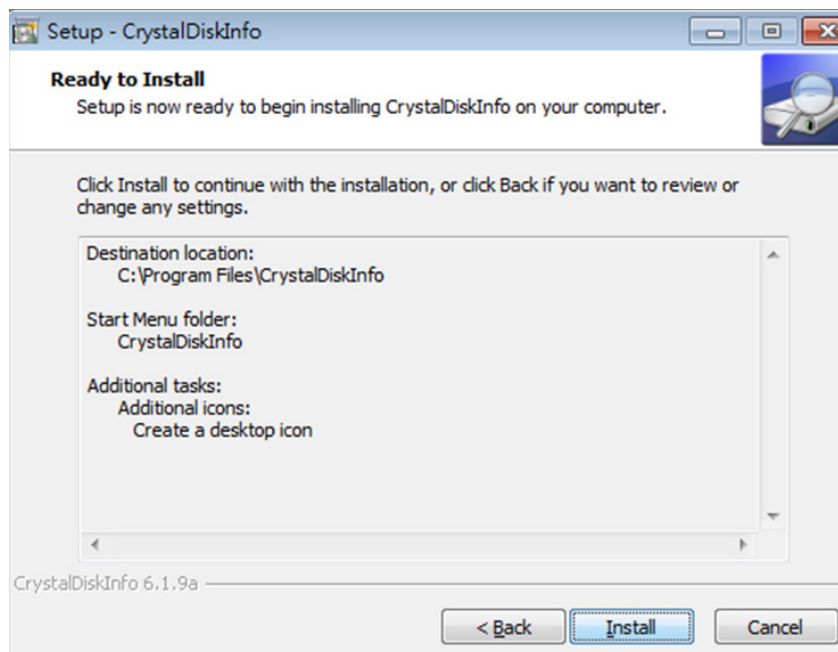 Setup - CrystalDiskInfo
Ready to Install
Setup is now ready to begin installing CrystalDiskInfo on your computer.
Click Install to continue with the installation, or click Back if you want to review or
change any settings.
Destination location:
C:\Program Files\CrystalDiskInfo
Start Menu folder:
CrystalDiskInfo
Additional tasks:
Additional icons:
Create a desktop icon
CrystalDiskInfo 6.1.9a
< Back
Install
Cancel